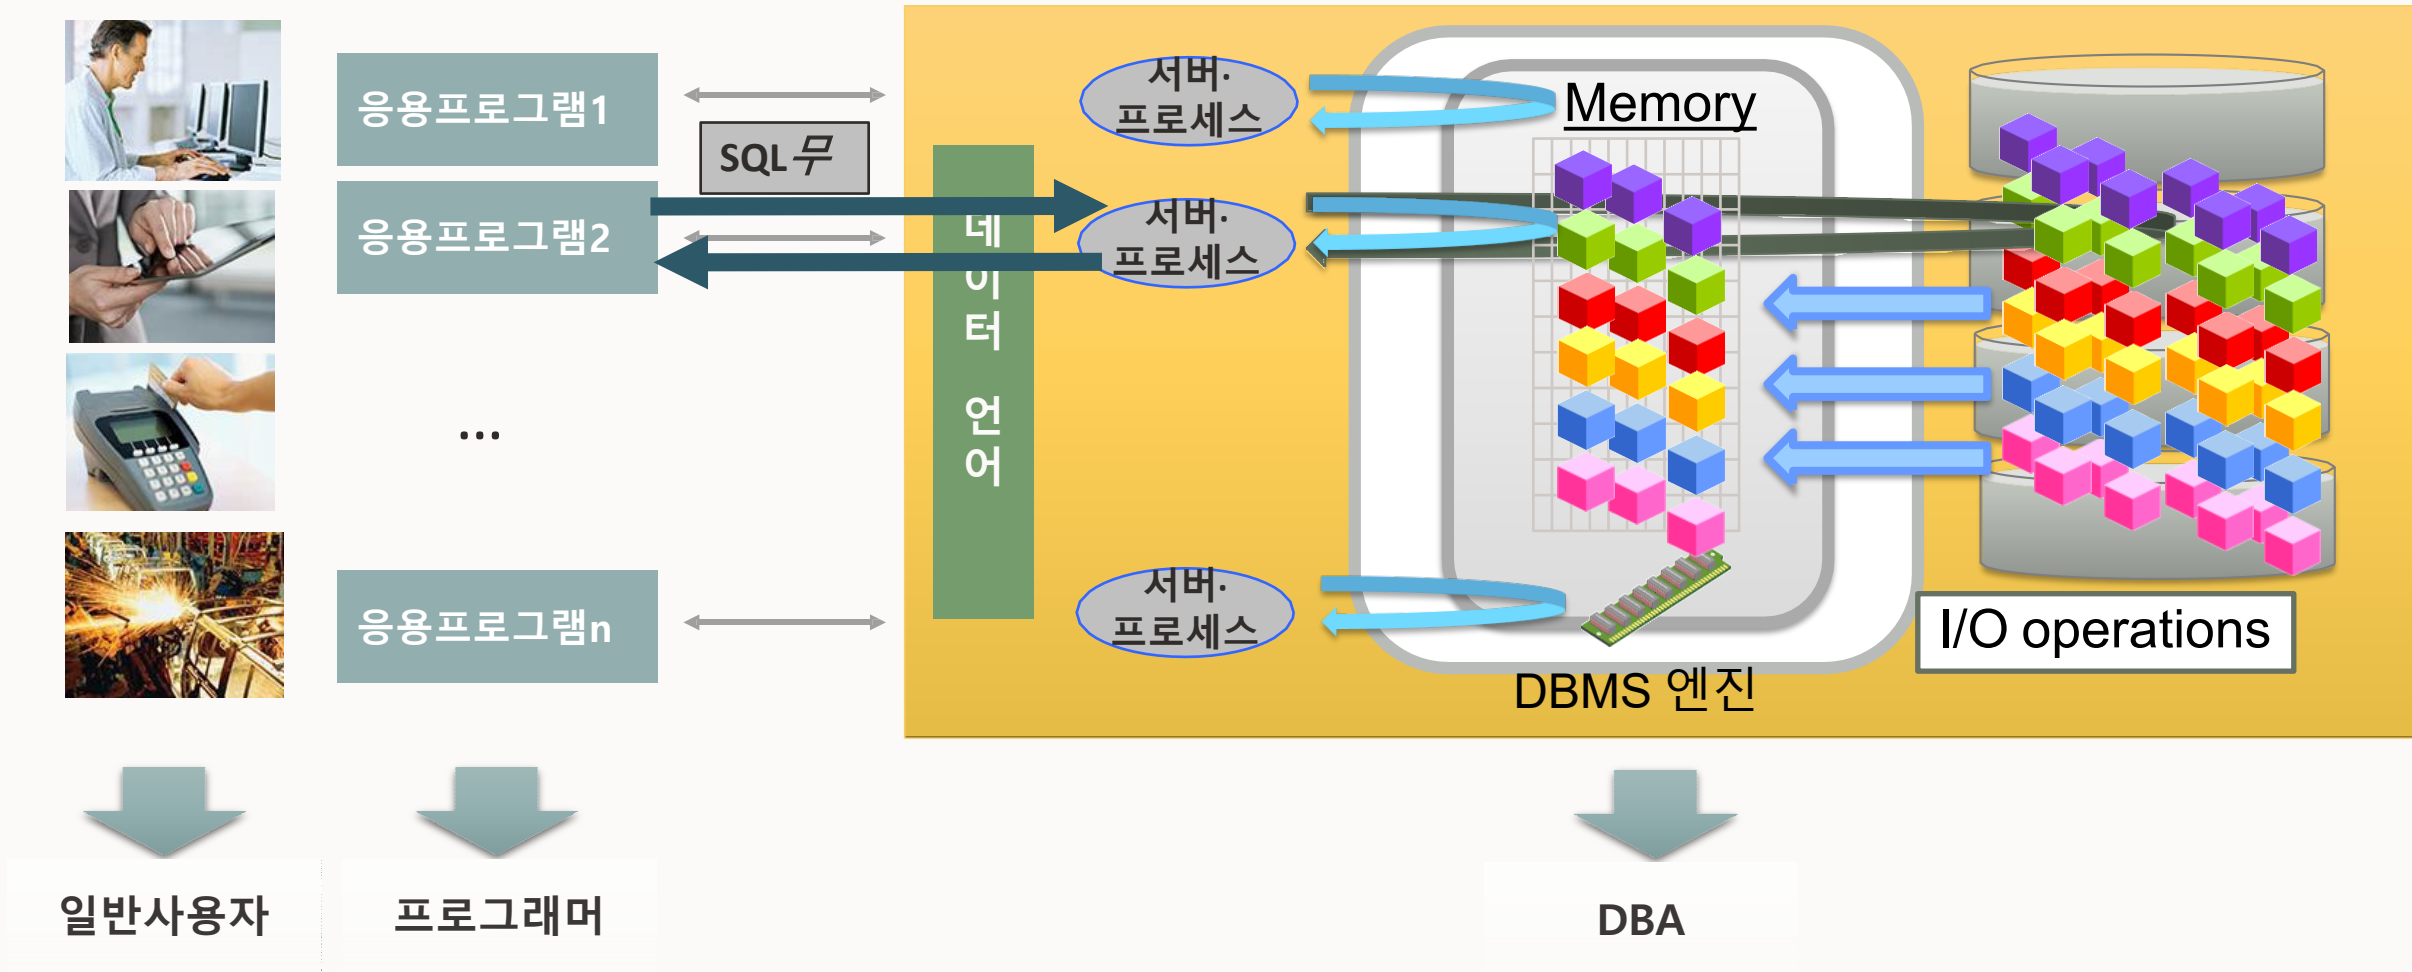 응용프로그램1
SQL무
응용프로그램2
...
응용프로그램n
데이터 언어
서버·
프로세스
서버·
프로세스
서버·
프로세스
Memory
DBMS 엔진
I/O operations
일반사용자
프로그래머
DBA